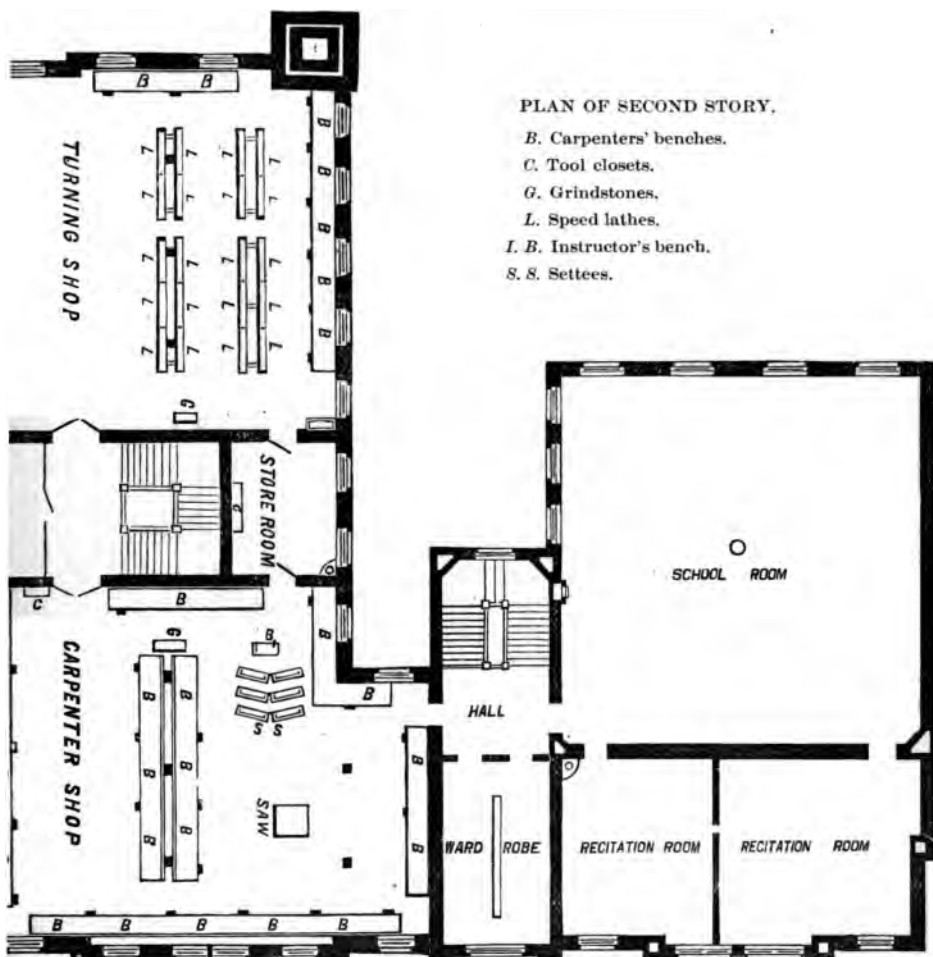 PLAN OF SECOND STORY.
B. Carpenters' benches.
C. Tool closets.
G. Grindstones.
L. Speed lathes.
I. B. Instructor's bench.
S. S. Settees.
TURNING SHOP
B B
B
B
B
B
B
L L L L
L L L L
L L L L
L L L L
L L L L
G
STORE ROOM
C
C
B
B
G
B
B
S S
CARPENTER SHOP
B B
B B
B B
SAW
B
B
B B B B B
HALL
WARD ROBE
SCHOOL ROOM
RECITATION ROOM
RECITATION ROOM